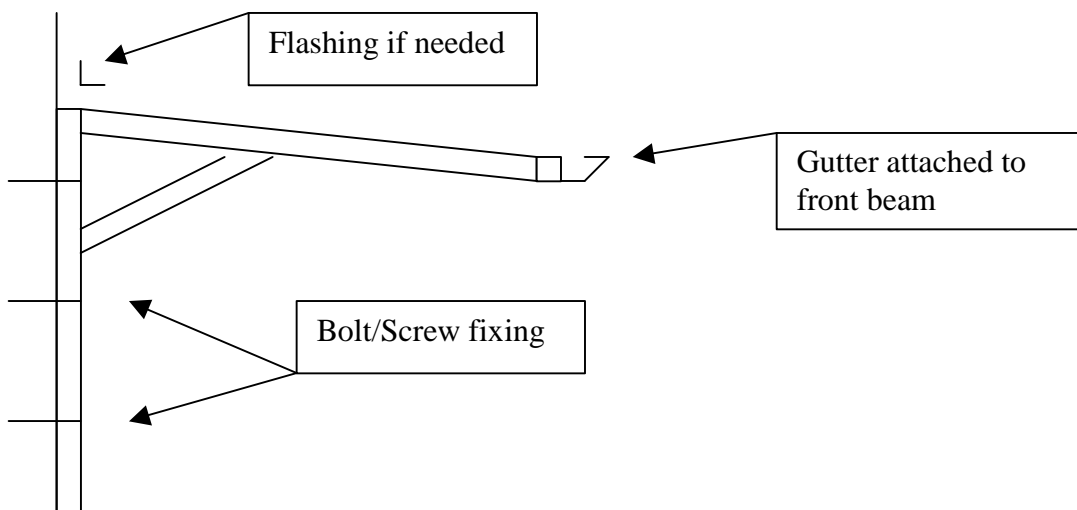 Flashing if needed
Gutter attached to
front beam
Bolt/Screw fixing